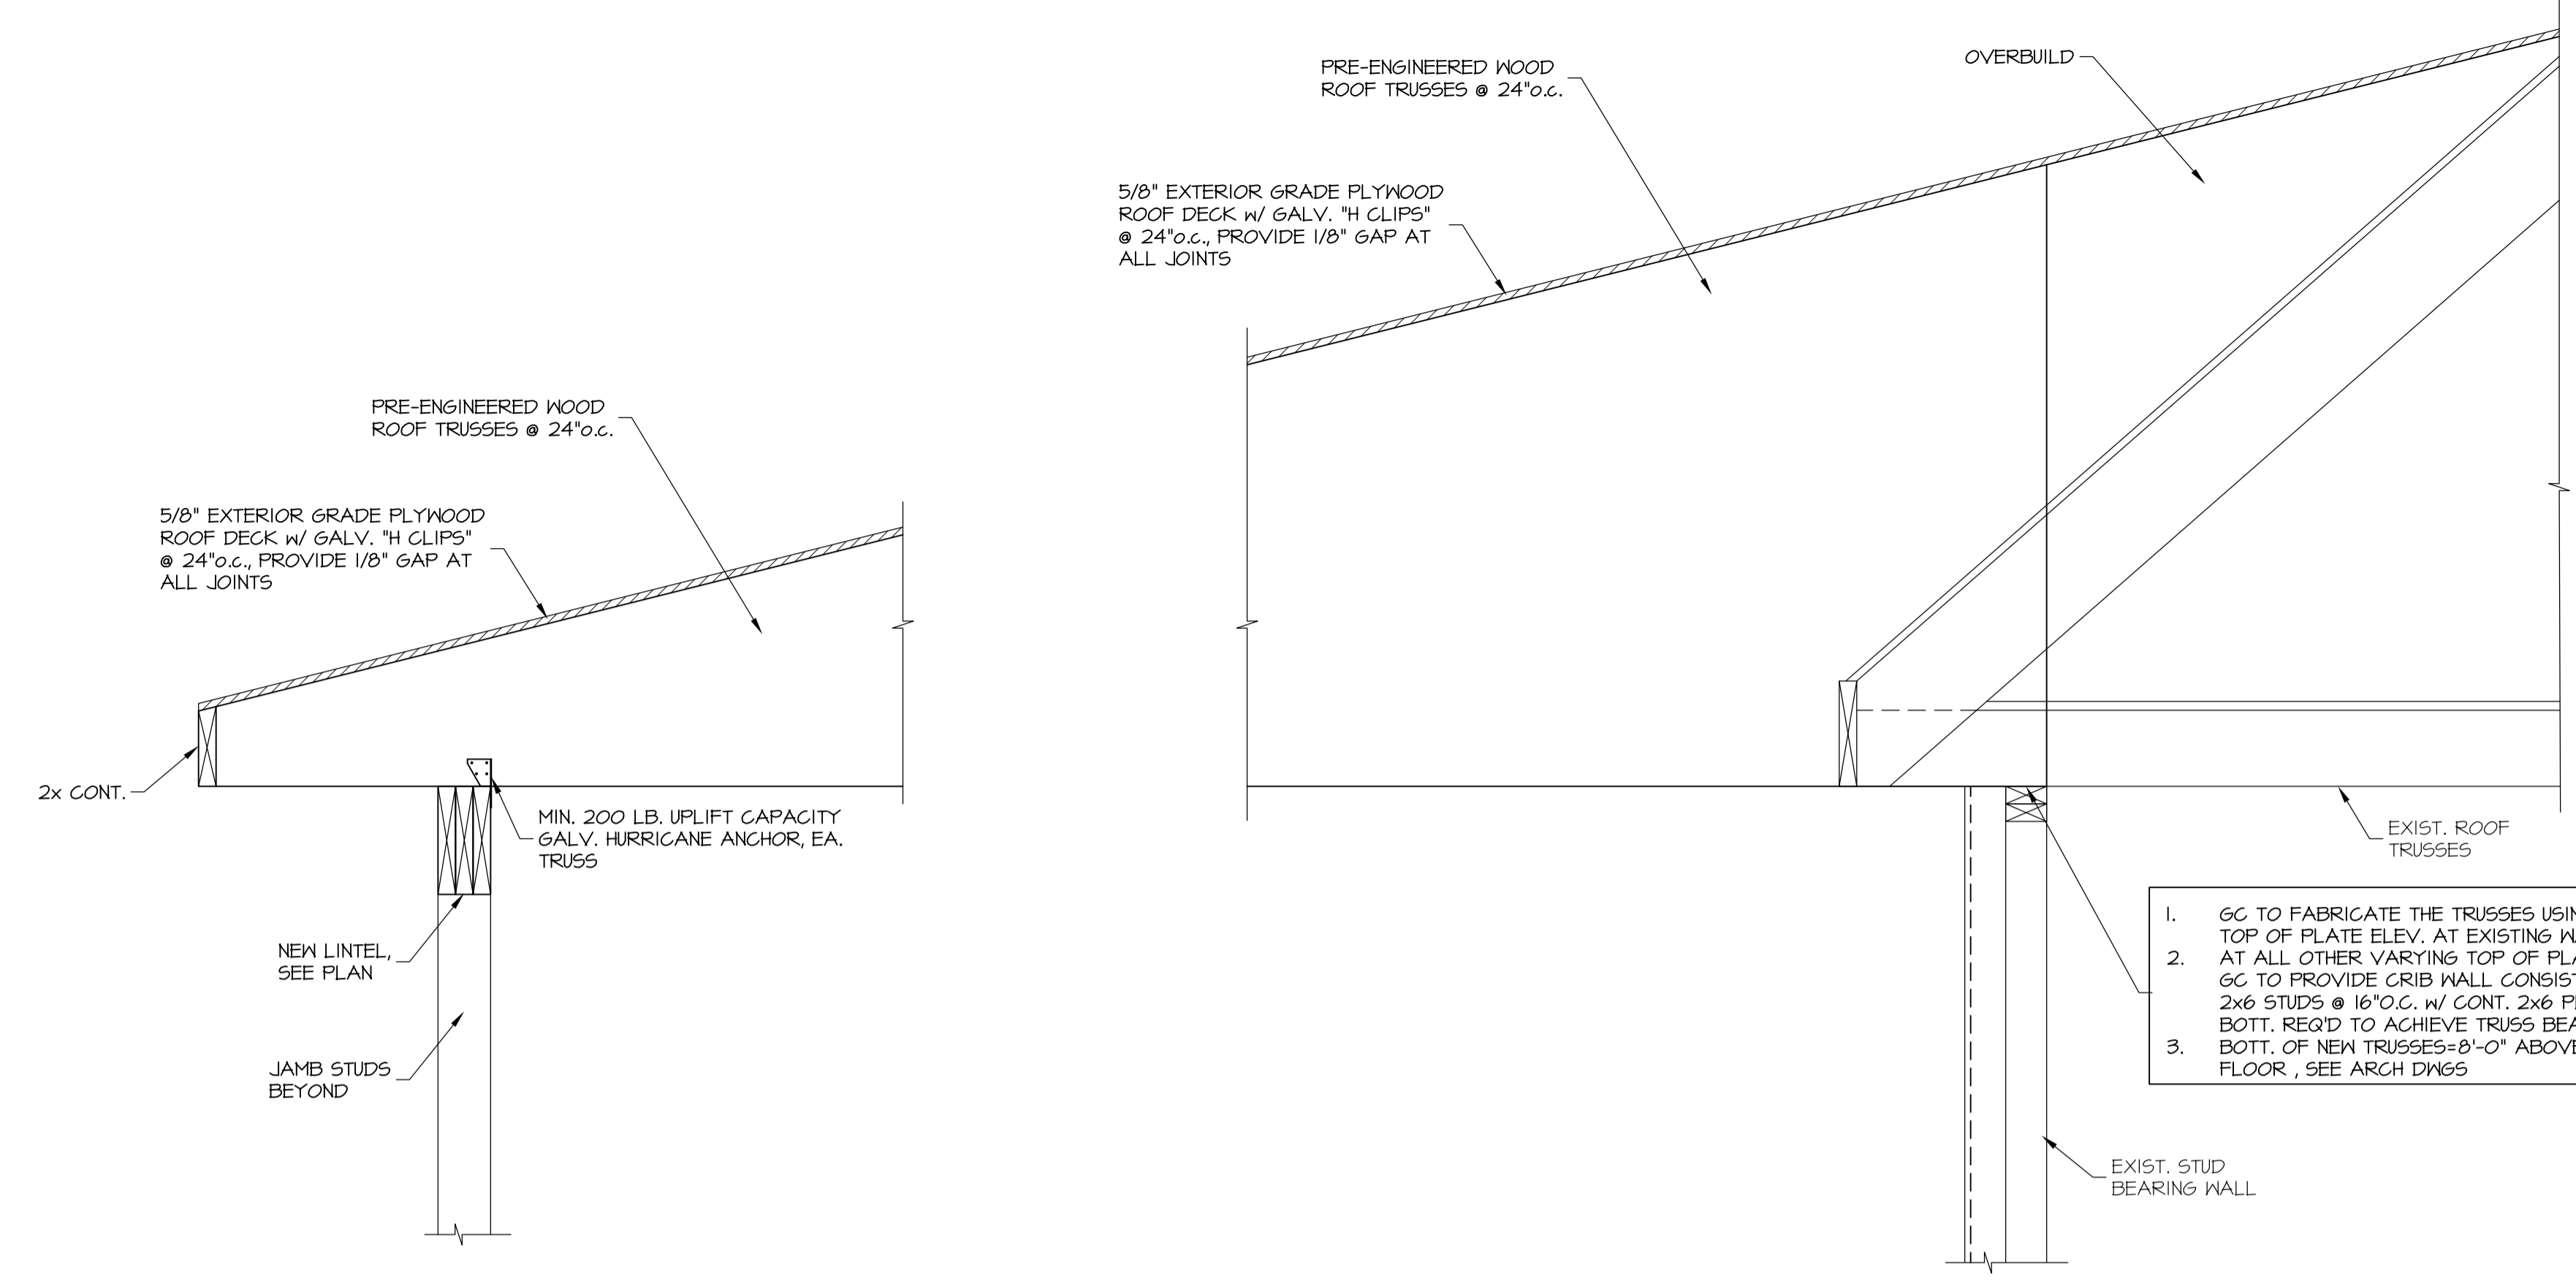 PRE-ENGINEERED WOOD
ROOF TRUSSES @ 24"o.c.
5/8" EXTERIOR GRADE PLYWOOD
ROOF DECK w/ GALV. "H CLIPS"
@ 24"o.c., PROVIDE 1/8" GAP AT
ALL JOINTS
2x CONT.
MIN. 200 LB. UPLIFT CAPACITY
GALV. HURRICANE ANCHOR, EA.
TRUSS
NEW LINTEL,
SEE PLAN
JAMB STUDS
BEYOND
PRE-ENGINEERED WOOD
ROOF TRUSSES @ 24"o.c.
OVERBUILD
5/8" EXTERIOR GRADE PLYWOOD
ROOF DECK w/ GALV. "H CLIPS"
@ 24"o.c., PROVIDE 1/8" GAP AT
ALL JOINTS
EXIST. ROOF
TRUSSES
1. GC TO FABRICATE THE TRUSSES
TOP OF PLATE ELEV. AT EXISTING
2. AT ALL OTHER VARYING TOP OF
GC TO PROVIDE CRIB WALL
2x6 STUDS @ 16"O.C. w/ CONT. 2x6
BOTT. REQ'D TO ACHIEVE TRUSS
3. BOTT. OF NEW TRUSSES=8'-0"
FLOOR , SEE ARCH DWGS
EXIST. STUD
BEARING WALL